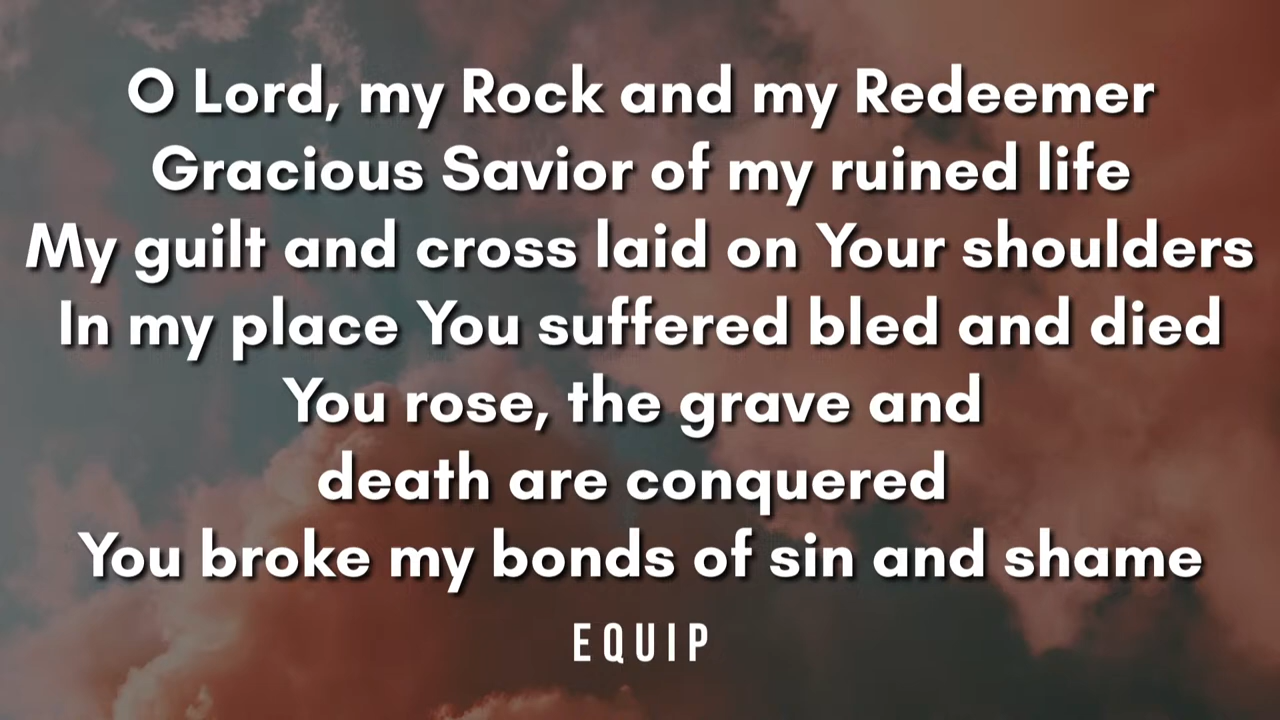 O Lord, my Rock and my Redeemer
Gracious Savior of my ruined life
My guilt and cross laid on Your shoulders
In my place You suffered bled and died
You rose, the grave and
death are conquered
You broke my bonds of sin and shame
EQUIP